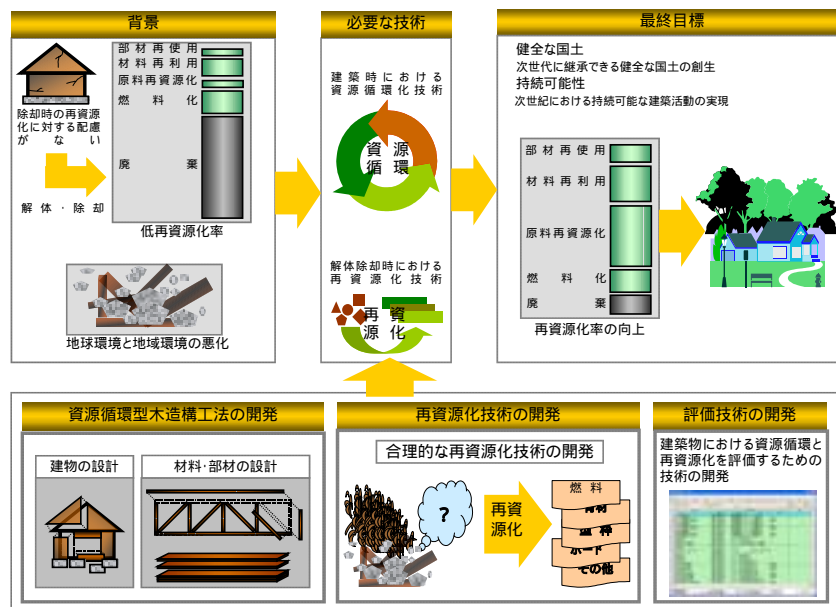 背景
部材再使用
材料再利用
原料再資源化
燃料化
除却時の再資源
化に対する配慮
がない
廃棄
解体・除却
低再資源化率
地球環境と地域環境の悪化
必要な技術
建築時における
資源循環化技術
資源
循環
解体除却時における
再資源化技術
再資
源化
最終目標
健全な国土
次世代に継承できる健全な国土の創生
持続可能性
次世紀における持続可能な建築活動の実現
部材再使用
材料再利用
原料再資源化
燃料化
廃棄
再資源化率の向上
資源循環型木造構工法の開発
建物の設計
材料・部材の設計
再資源化技術の開発
合理的な再資源化技術の開発
?
再資
源化
燃料
ボード
その他
評価技術の開発
建築物における資源循環と
再資源化を評価するための
技術の開発